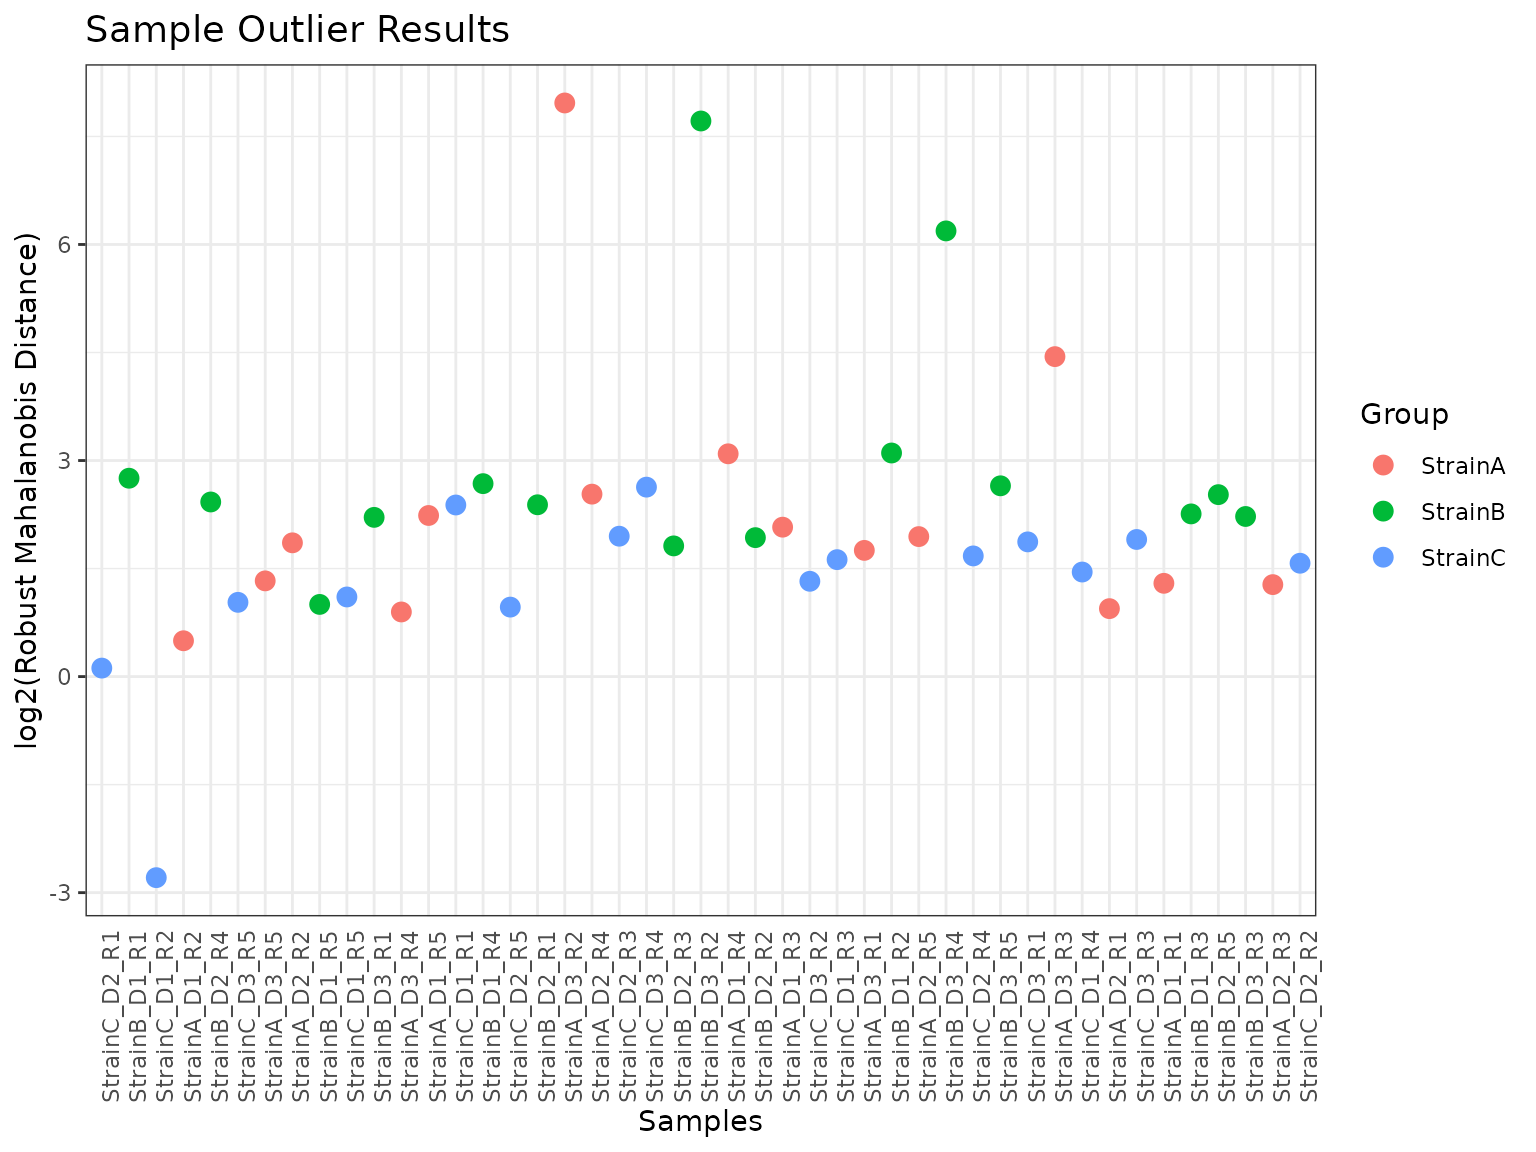 Sample Outlier Results
log2(Robust Mahalanobis Distance)
6
3
0
-3
StrainC_D2_R1
StrainB_D1_R1
StrainC_D1_R2
StrainA_D1_R2
StrainB_D2_R4
StrainC_D3_R5
StrainA_D3_R5
StrainA_D2_R2
StrainB_D1_R5
StrainC_D1_R5
StrainB_D3_R1
StrainA_D3_R4
StrainA_D1_R5
StrainC_D1_R1
StrainB_D1_R4
StrainC_D2_R5
StrainB_D2_R1
StrainA_D3_R2
StrainA_D2_R4
StrainC_D2_R3
StrainC_D3_R4
StrainB_D2_R3
StrainB_D3_R2
StrainA_D1_R4
StrainB_D2_R2
StrainA_D1_R3
StrainC_D3_R2
StrainC_D1_R3
StrainA_D3_R1
StrainB_D1_R2
StrainA_D2_R5
StrainB_D3_R4
StrainC_D2_R4
StrainB_D3_R5
StrainC_D3_R1
StrainA_D3_R3
StrainC_D1_R4
StrainA_D2_R1
StrainC_D3_R3
StrainA_D1_R1
StrainB_D1_R3
StrainB_D2_R5
StrainB_D3_R3
StrainA_D2_R3
StrainC_D2_R2
Samples
Group
StrainA
StrainB
StrainC